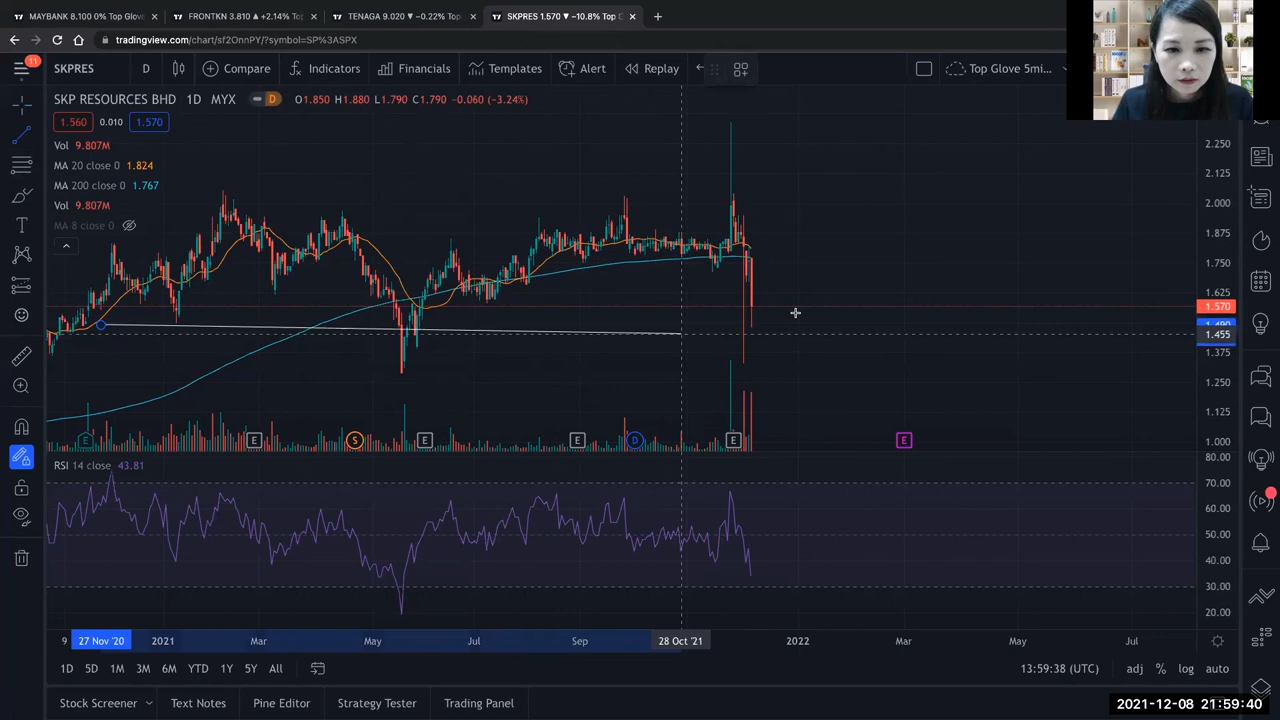 MAYBANK 8.100 0% Top Glove
FRONTKN 3.810 ▲ +2.14% Top G
TENAGA 9.020 ▼ −0.22% Top
SKPRES 1.570 ▼ −10.8% Top
tradingview.com/chart/sf2OnnPY/?symbol=SP%3ASPX
11
SKPRES
D
Compare
Indicators
Financial
Templates
Alert
Replay
Top Glove 5mi...
SKP RESOURCES BHD 1D MYX
D
O1.850 H1.880 L1.790 C1.790 −0.060 (−3.24%)
1.560 0.010 1.570
Vol 9.807M
MA 20 close 0 1.824
MA 200 close 0 1.767
Vol 9.807M
MA 8 close 0
2.250
2.125
2.000
1.875
1.750
1.625
1.570
1.490
1.455
1.375
1.250
1.125
1.000
E E S E E D E E
RSI 14 close 43.81
80.00
70.00
60.00
50.00
40.00
30.00
20.00
9 27 Nov '20 2021 Mar May Jul Sep 28 Oct '21 2022 Mar May Jul
1D 5D 1M 3M 6M YTD 1Y 5Y All
13:59:38 (UTC) adj % log auto
Stock Screener Text Notes Pine Editor Strategy Tester Trading Panel
2021-12-08 21:59:40